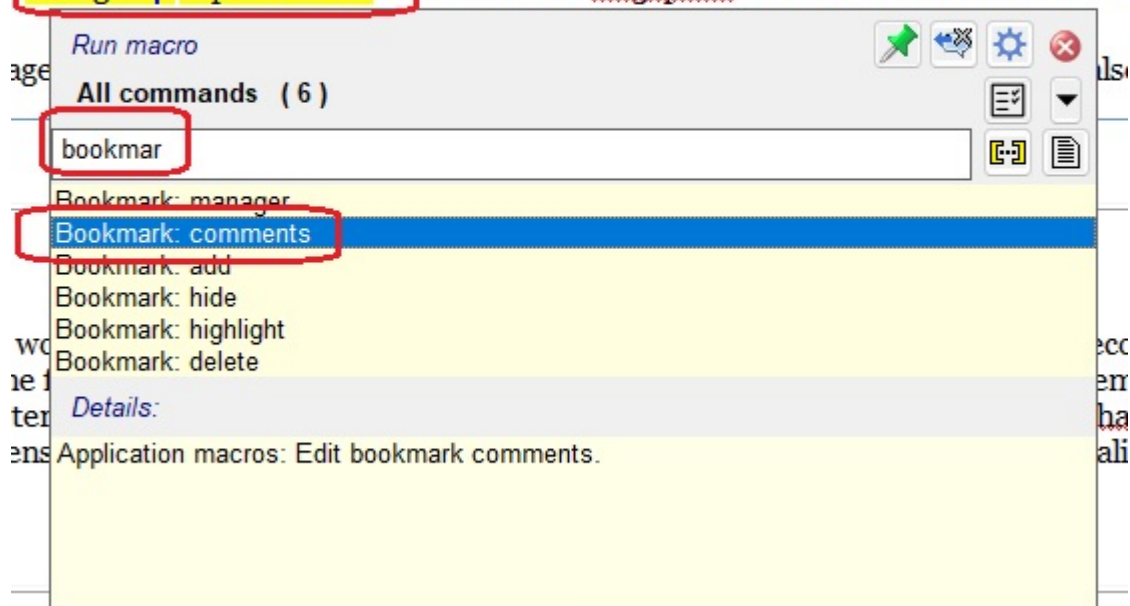 Run macro
All commands ( 6 )
bookmar
Bookmark: manager
Bookmark: comments
Bookmark: add
Bookmark: hide
Bookmark: highlight
Bookmark: delete
Details:
Application macros: Edit bookmark comments.